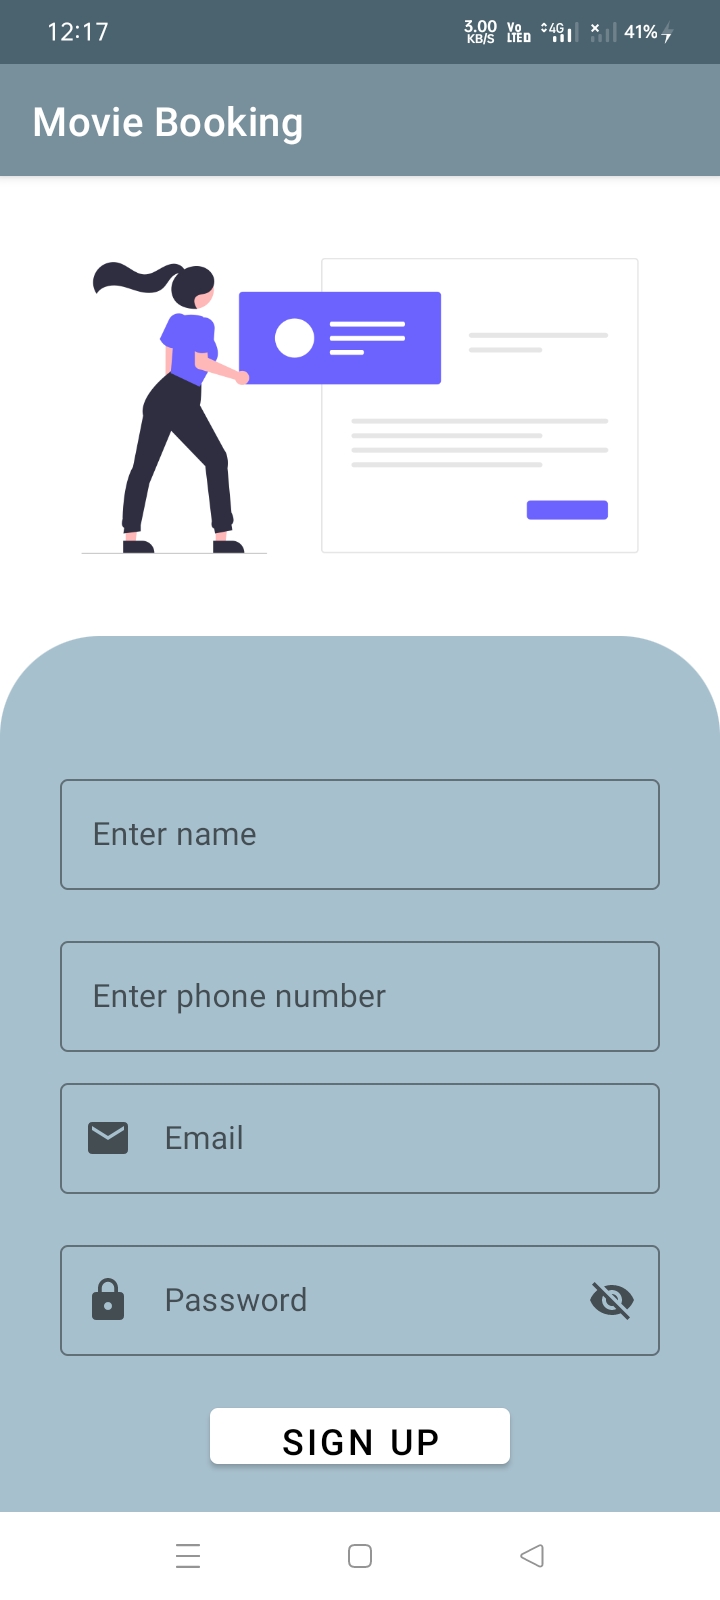 12:17 3.00 KB/S Vo LTE D 4G 41%
Movie Booking
Enter name
Enter phone number
Email
Password
SIGN UP